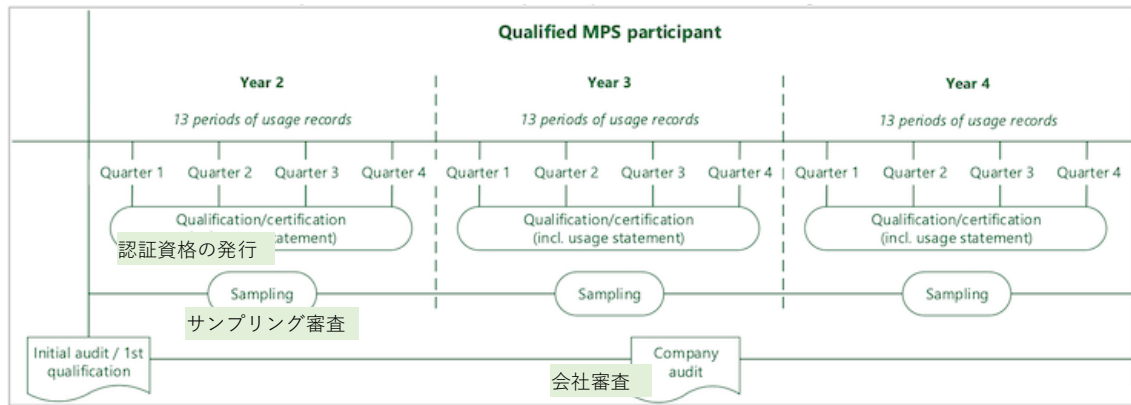 Qualified MPS participant
Year 2
Year 3
Year 4
13 periods of usage records
13 periods of usage records
13 periods of usage records
Quarter 1
Quarter 2
Quarter 3
Quarter 4
Quarter 1
Quarter 2
Quarter 3
Quarter 4
Quarter 1
Quarter 2
Quarter 3
Quarter 4
Qualification/certification
tatement)
認証資格の発行
Qualification/certification
(incl. usage statement)
Qualification/certification
(incl. usage statement)
Sampling
サンプリング審査
Sampling
Sampling
Initial audit / 1st
qualification
Company
audit
会社審査